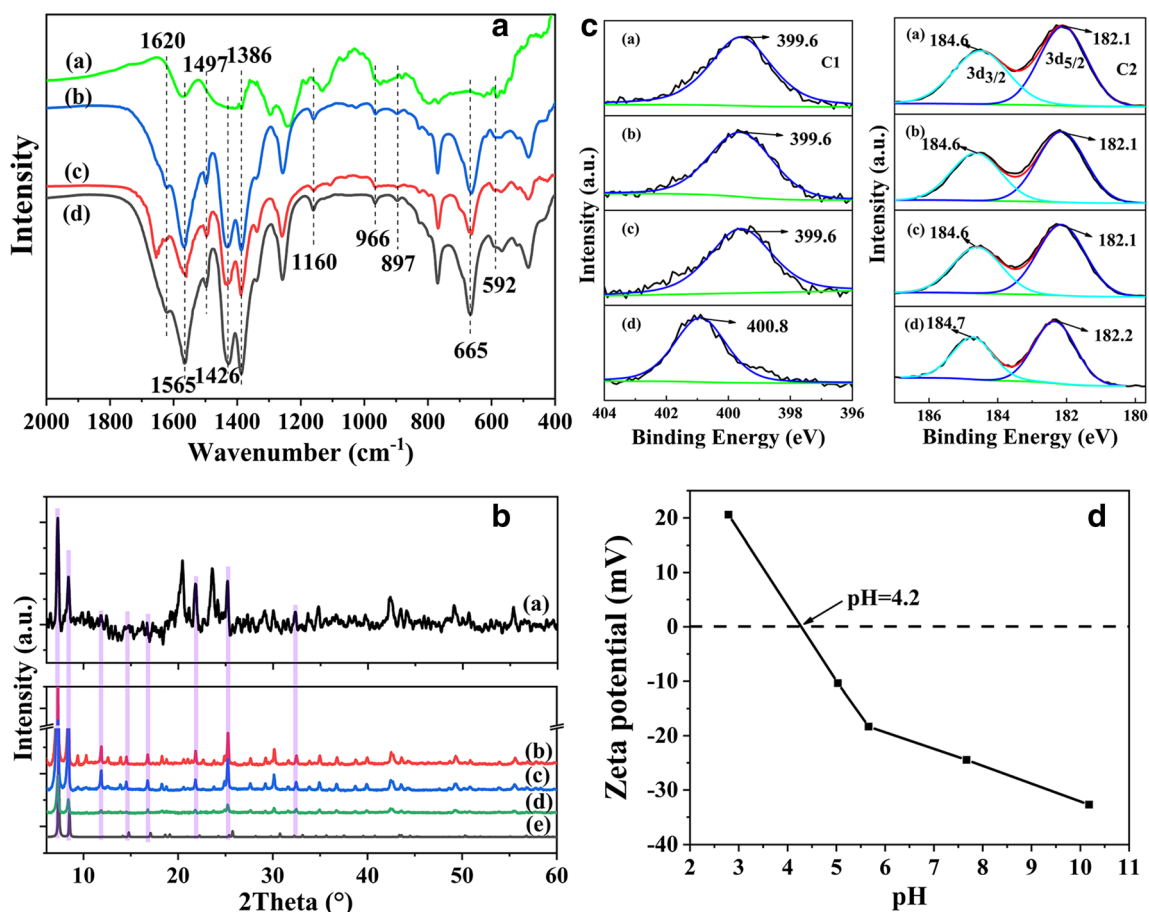 a
1620
1497
1386
(a)
(b)
(c)
(d)
1565
1426
1160
966
897
665
592
Intensity
2000 1800 1600 1400 1200 1000 800 600 400
Wavenumber (cm-1)
c
C1
(a)
399.6
(b)
399.6
(c)
399.6
(d)
400.8
Intensity (a.u.)
404 402 400 398 396
Binding Energy (eV)
C2
(a)
184.6
182.1
3d3/2
3d5/2
(b)
184.6
182.1
(c)
184.6
182.1
(d)
184.7
182.2
Intensity (a.u.)
186 184 182 180
Binding Energy (eV)
b
(a)
(b)
(c)
(d)
(e)
Intensity (a.u.)
10 20 30 40 50 60
2Theta (°)
d
20
10
0
-10
-20
-30
-40
pH=4.2
Zeta potential (mV)
2 3 4 5 6 7 8 9 10 11
pH